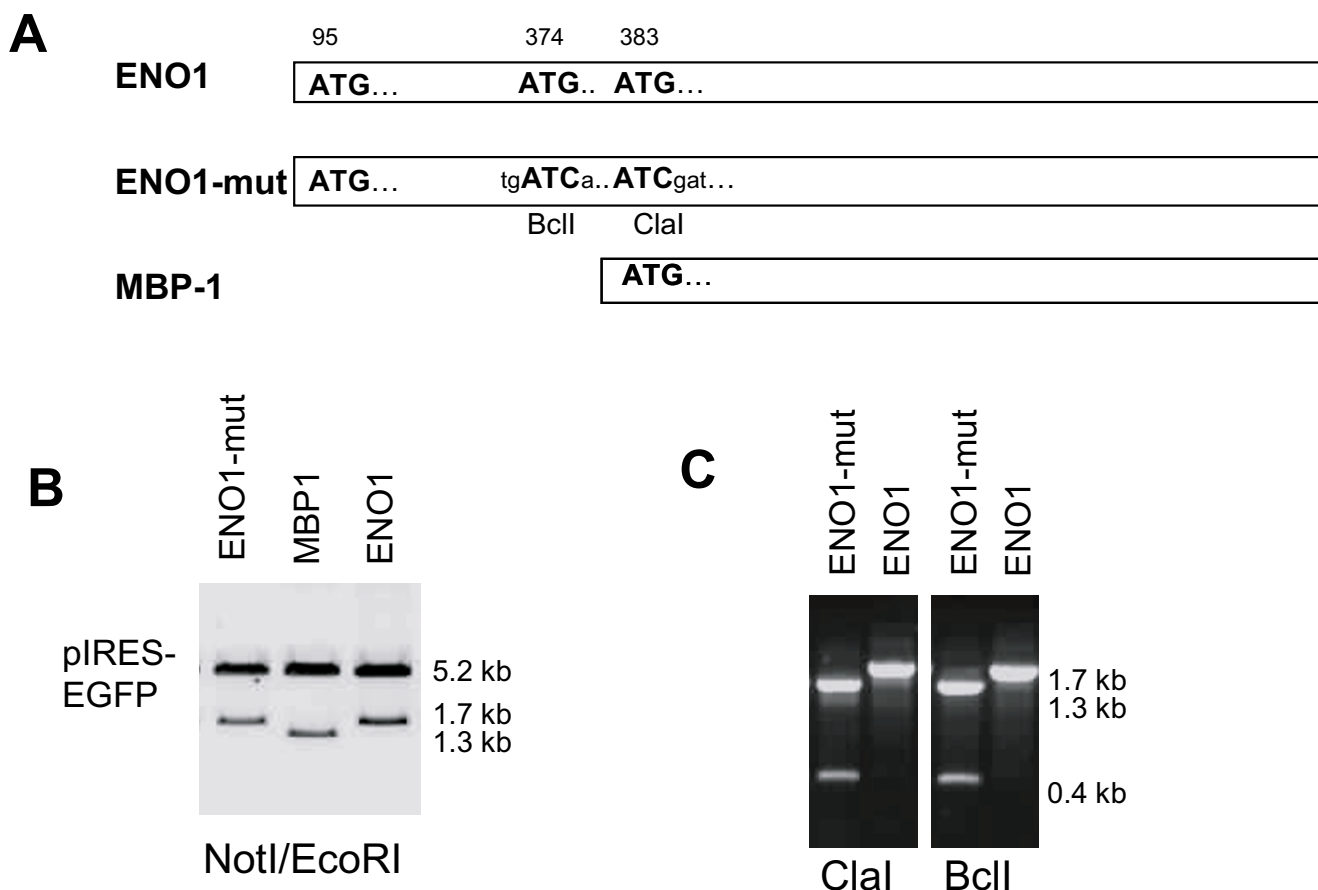 A
95 374 383
ENO1 ATG... ATG.. ATG...
ENO1-mut ATG... tgATCa..ATCgat...
BclI ClaI
MBP-1 ATG...
B
ENO1-mut
MBP1
ENO1
pIRES-
EGFP
5.2 kb
1.7 kb
1.3 kb
NotI/EcoRI
C
ENO1-mut
ENO1
ENO1-mut
ENO1
1.7 kb
1.3 kb
0.4 kb
ClaI BclI